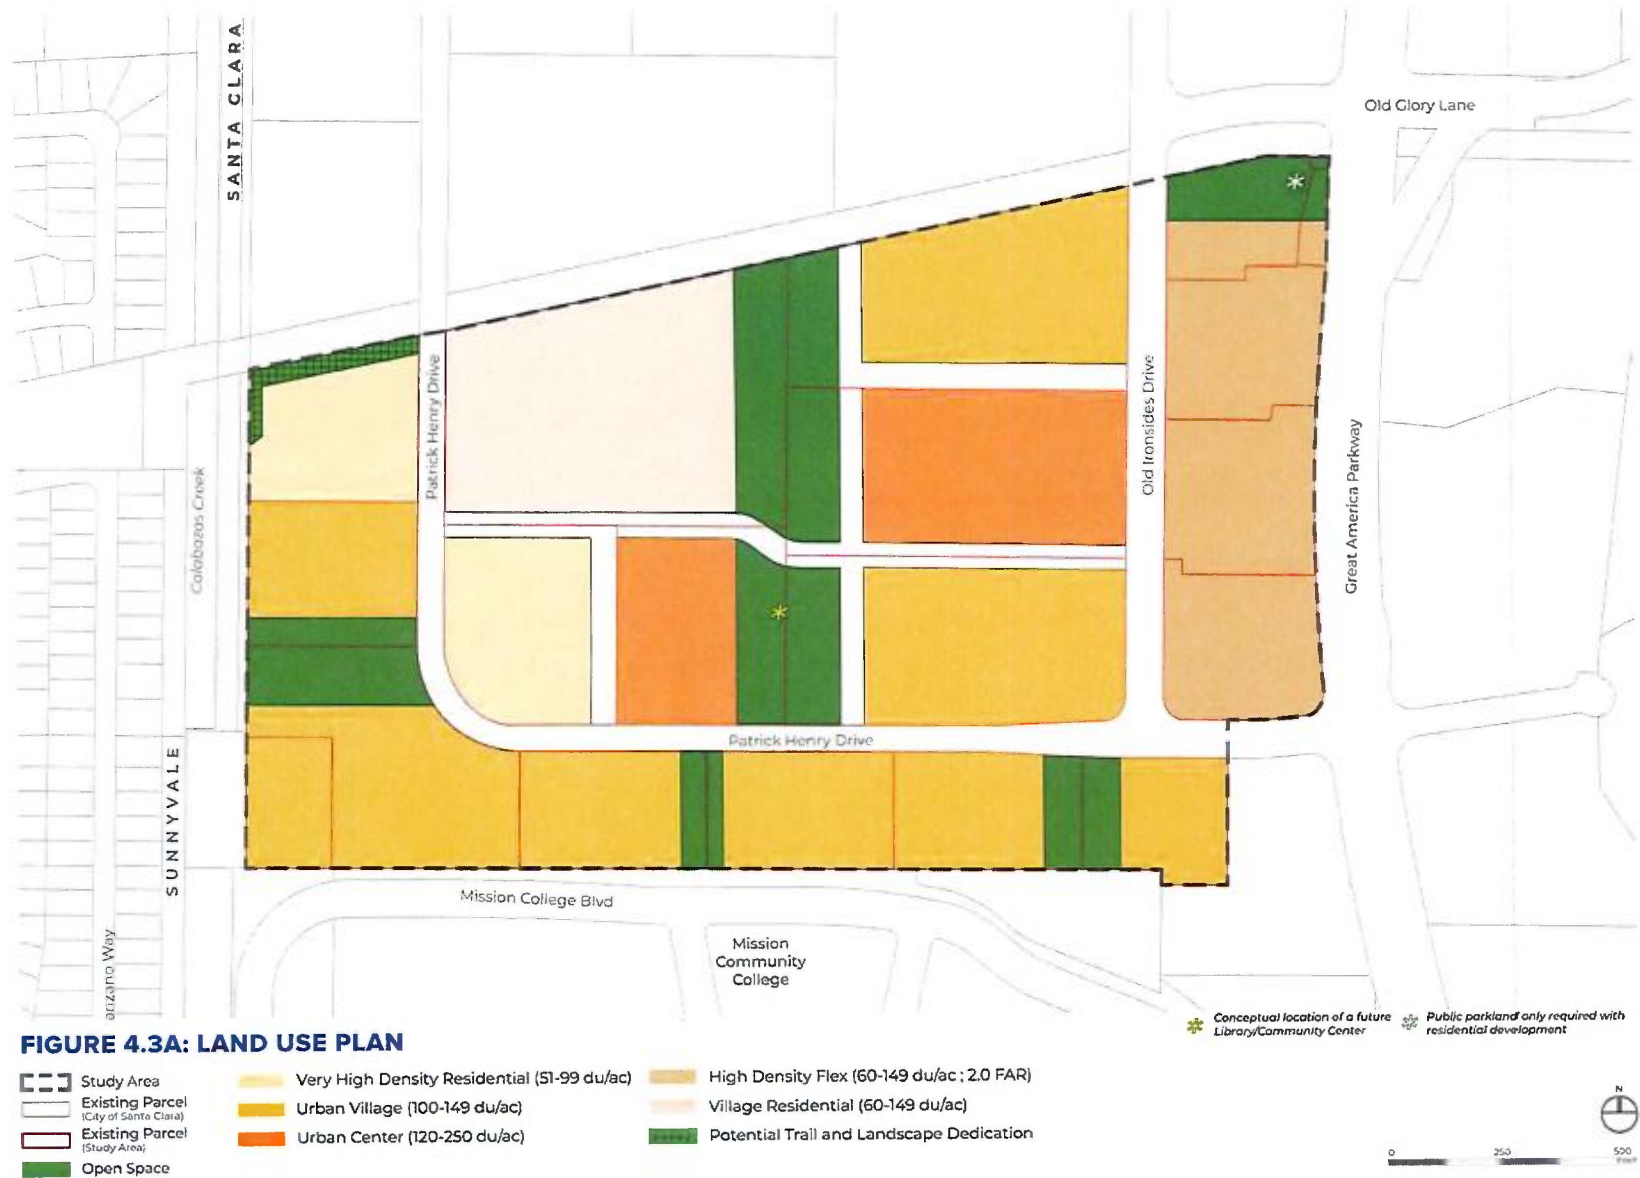 SANTA CLARA
Old Glory Lane
Patrick Henry Drive
Old Ironsides Drive
Great America Parkway
Calabazas Creek
Patrick Henry Drive
SUNNYVALE
Mission College Blvd
Mission
Community
College
anzano Way
Conceptual location of a future
Library/Community Center
Public parkland only required with
residential development
FIGURE 4.3A: LAND USE PLAN
Study Area
Existing Parcel
(City of Santa Clara)
Existing Parcel
(Study Area)
Open Space
Very High Density Residential (51-99 du/ac)
Urban Village (100-149 du/ac)
Urban Center (120-250 du/ac)
High Density Flex (60-149 du/ac ; 2.0 FAR)
Village Residential (60-149 du/ac)
Potential Trail and Landscape Dedication
N
0 250 500
Feet